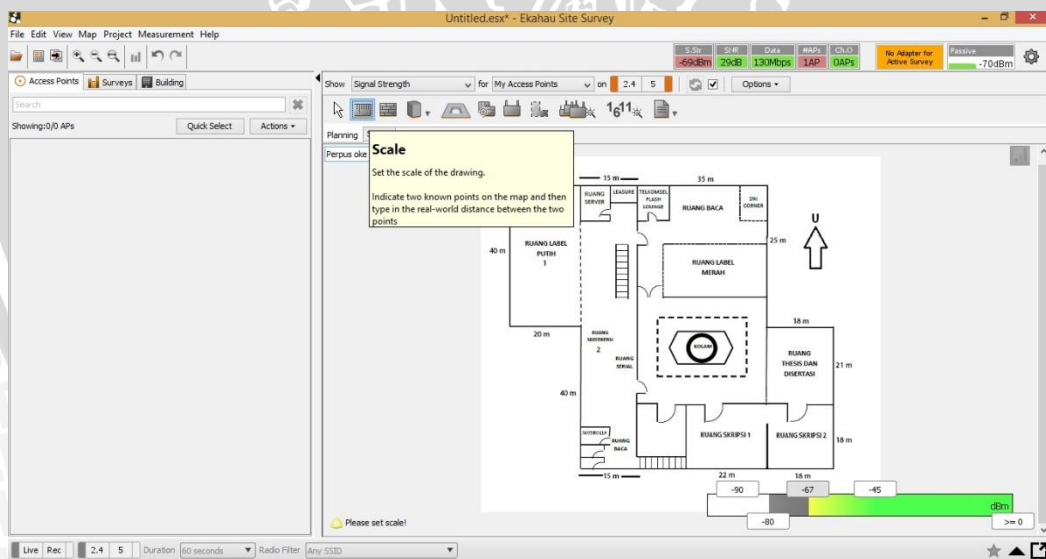 Untitled.esx* - Ekahau Site Survey
File Edit View Map Project Measurement Help
S.Str SNR Data #APs Ch.O
-69dBm 29dB 130Mbps 1AP 0APs
No Adapter for
Active Survey
Passive
-70dBm
Access Points Surveys Building
Show Signal Strength for My Access Points on 2.4 5 Options
Search
Showing:0/0 APs Quick Select Actions
Planning
Perpus oke
Scale
Set the scale of the drawing.
Indicate two known points on the map and then
type in the real-world distance between the two
points
15 m 35 m
RUANG
SERVER
LEASURE
TELKOMSEL
FLASH
LOUNGE
RUANG BACA
CORNER
U
40 m
RUANG LABEL
PUTIH
1
25 m
RUANG LABEL
MERAH
20 m
18 m
RUANG
2
RUANG
SERIAL
KOLAM
RUANG
THESIS DAN
DISERTASI
21 m
40 m
RUANG
BACA
RUANG SKRIPSI 1
RUANG SKRIPSI 2
18 m
15 m 22 m 18 m
-90 -67 -45
dBm
-80 >= 0
Please set scale!
Live Rec 2.4 5 Duration 60 seconds Radio Filter Any SSID